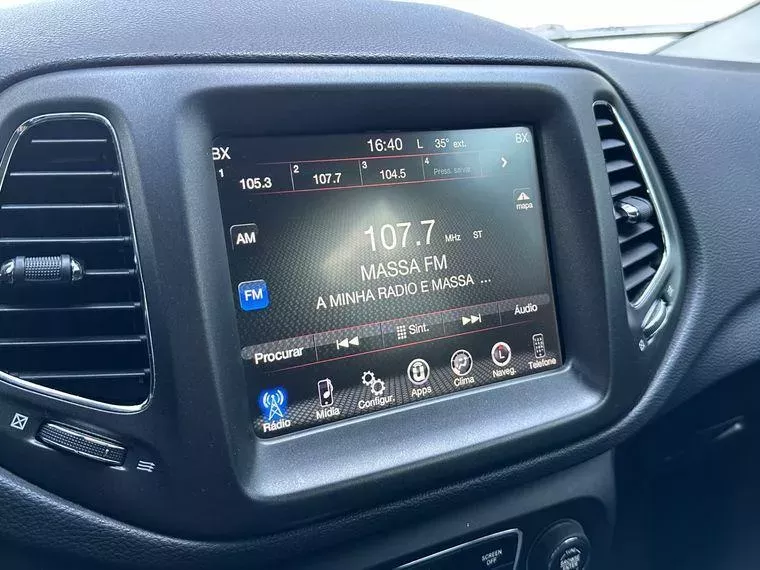 BX 16:40 L 35° ext. BX
1 105.3 2 107.7 3 104.5 4 Press. salvar
mapa
AM
107.7 MHz ST
FM
MASSA FM
A MINHA RADIO E MASSA ...
Procurar Sint. Áudio
Rádio Mídia Configur. Apps Clima Naveg. Telefone
SCREEN OFF
BROWSE ENTER